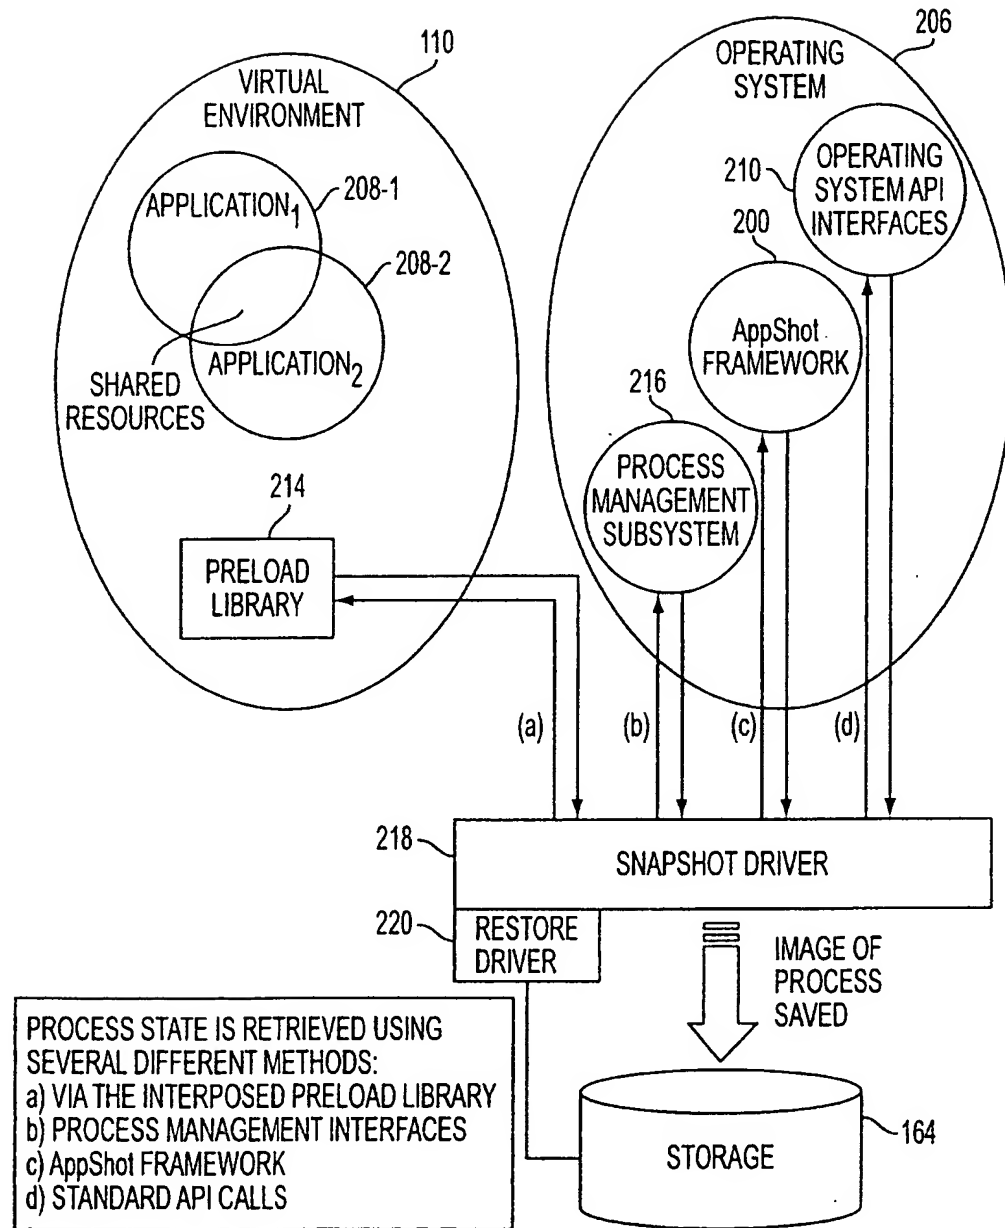 110
VIRTUAL
ENVIRONMENT
APPLICATION1
208-1
208-2
APPLICATION2
SHARED
RESOURCES
214
PRELOAD
LIBRARY
206
OPERATING
SYSTEM
210
OPERATING
SYSTEM API
INTERFACES
200
AppShot
FRAMEWORK
216
PROCESS
MANAGEMENT
SUBSYSTEM
(a)
(b)
(c)
(d)
218
SNAPSHOT DRIVER
220
RESTORE
DRIVER
IMAGE OF
PROCESS
SAVED
PROCESS STATE IS RETRIEVED USING
SEVERAL DIFFERENT METHODS:
a) VIA THE INTERPOSED PRELOAD LIBRARY
b) PROCESS MANAGEMENT INTERFACES
c) AppShot FRAMEWORK
d) STANDARD API CALLS
STORAGE
164